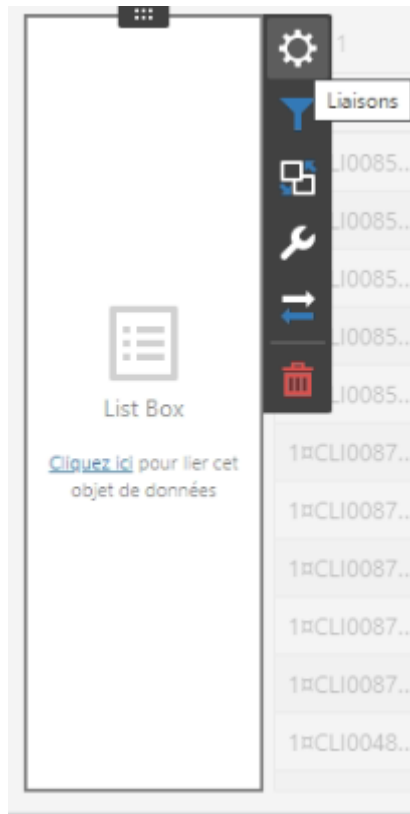 1
Liaisons
LI0085..
LI0085..
LI0085..
LI0085..
LI0085..
1¤CLI0087..
1¤CLI0087..
1¤CLI0087..
1¤CLI0087..
1¤CLI0087..
1¤CLI0048..
List Box
Cliquez ici pour lier cet
objet de données